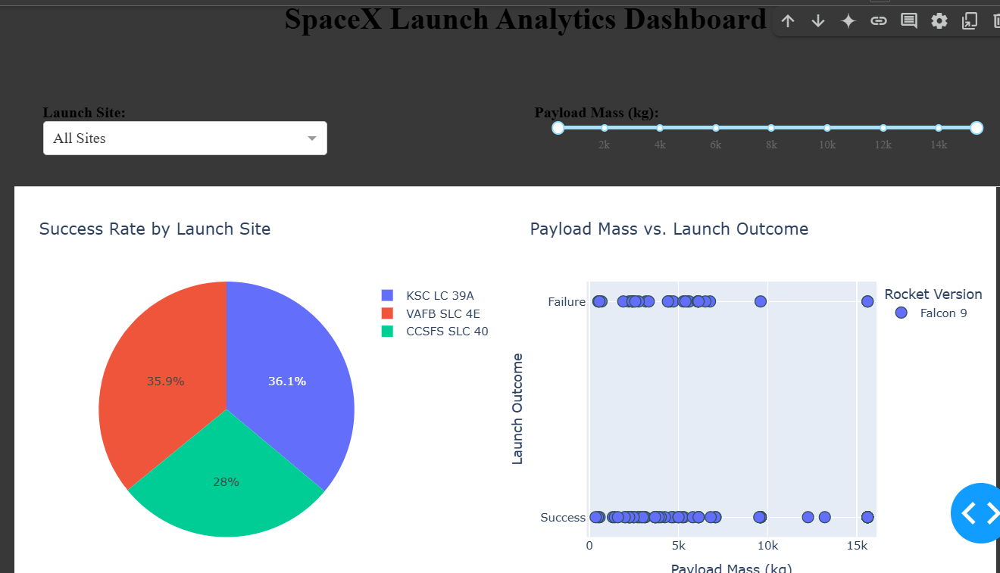 SpaceX Launch Analytics Dashboard
Launch Site:
All Sites
Payload Mass (kg):
2k 4k 6k 8k 10k 12k 14k
Success Rate by Launch Site
36.1%
35.9%
28%
KSC LC 39A
VAFB SLC 4E
CCSFS SLC 40
Payload Mass vs. Launch Outcome
Launch Outcome
Failure
Success
0 5k 10k 15k
Payload Mass (kg)
Rocket Version
Falcon 9